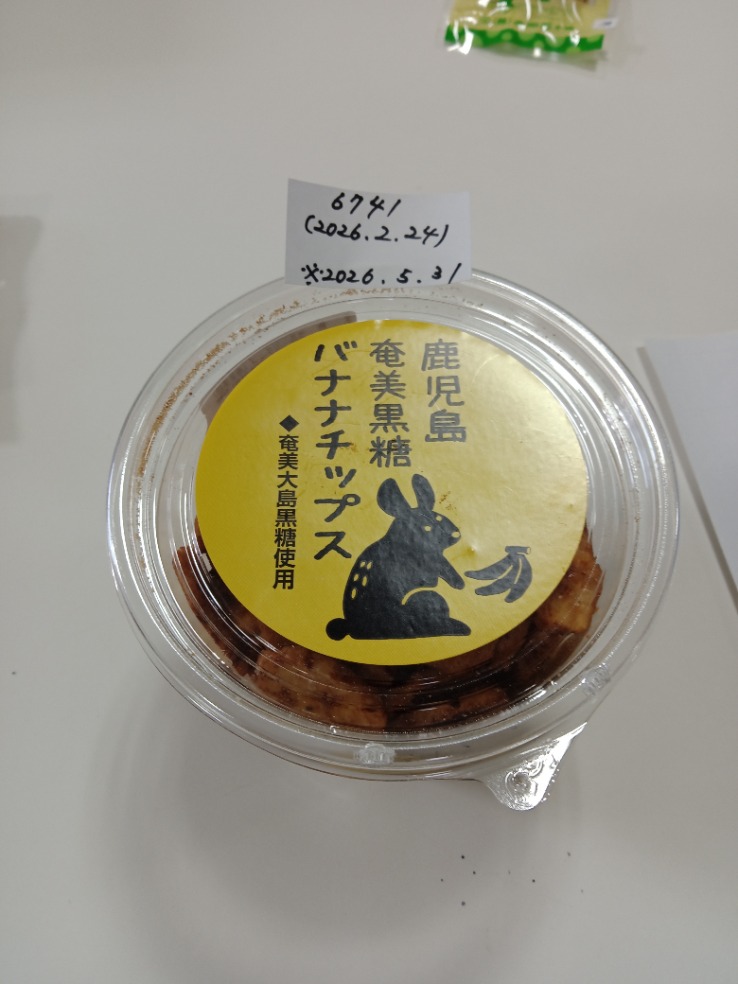 6741
(2026.2.24)
※2026.5.31
鹿児島
奄美黒糖
バナナチップス
◆奄美大島黒糖使用